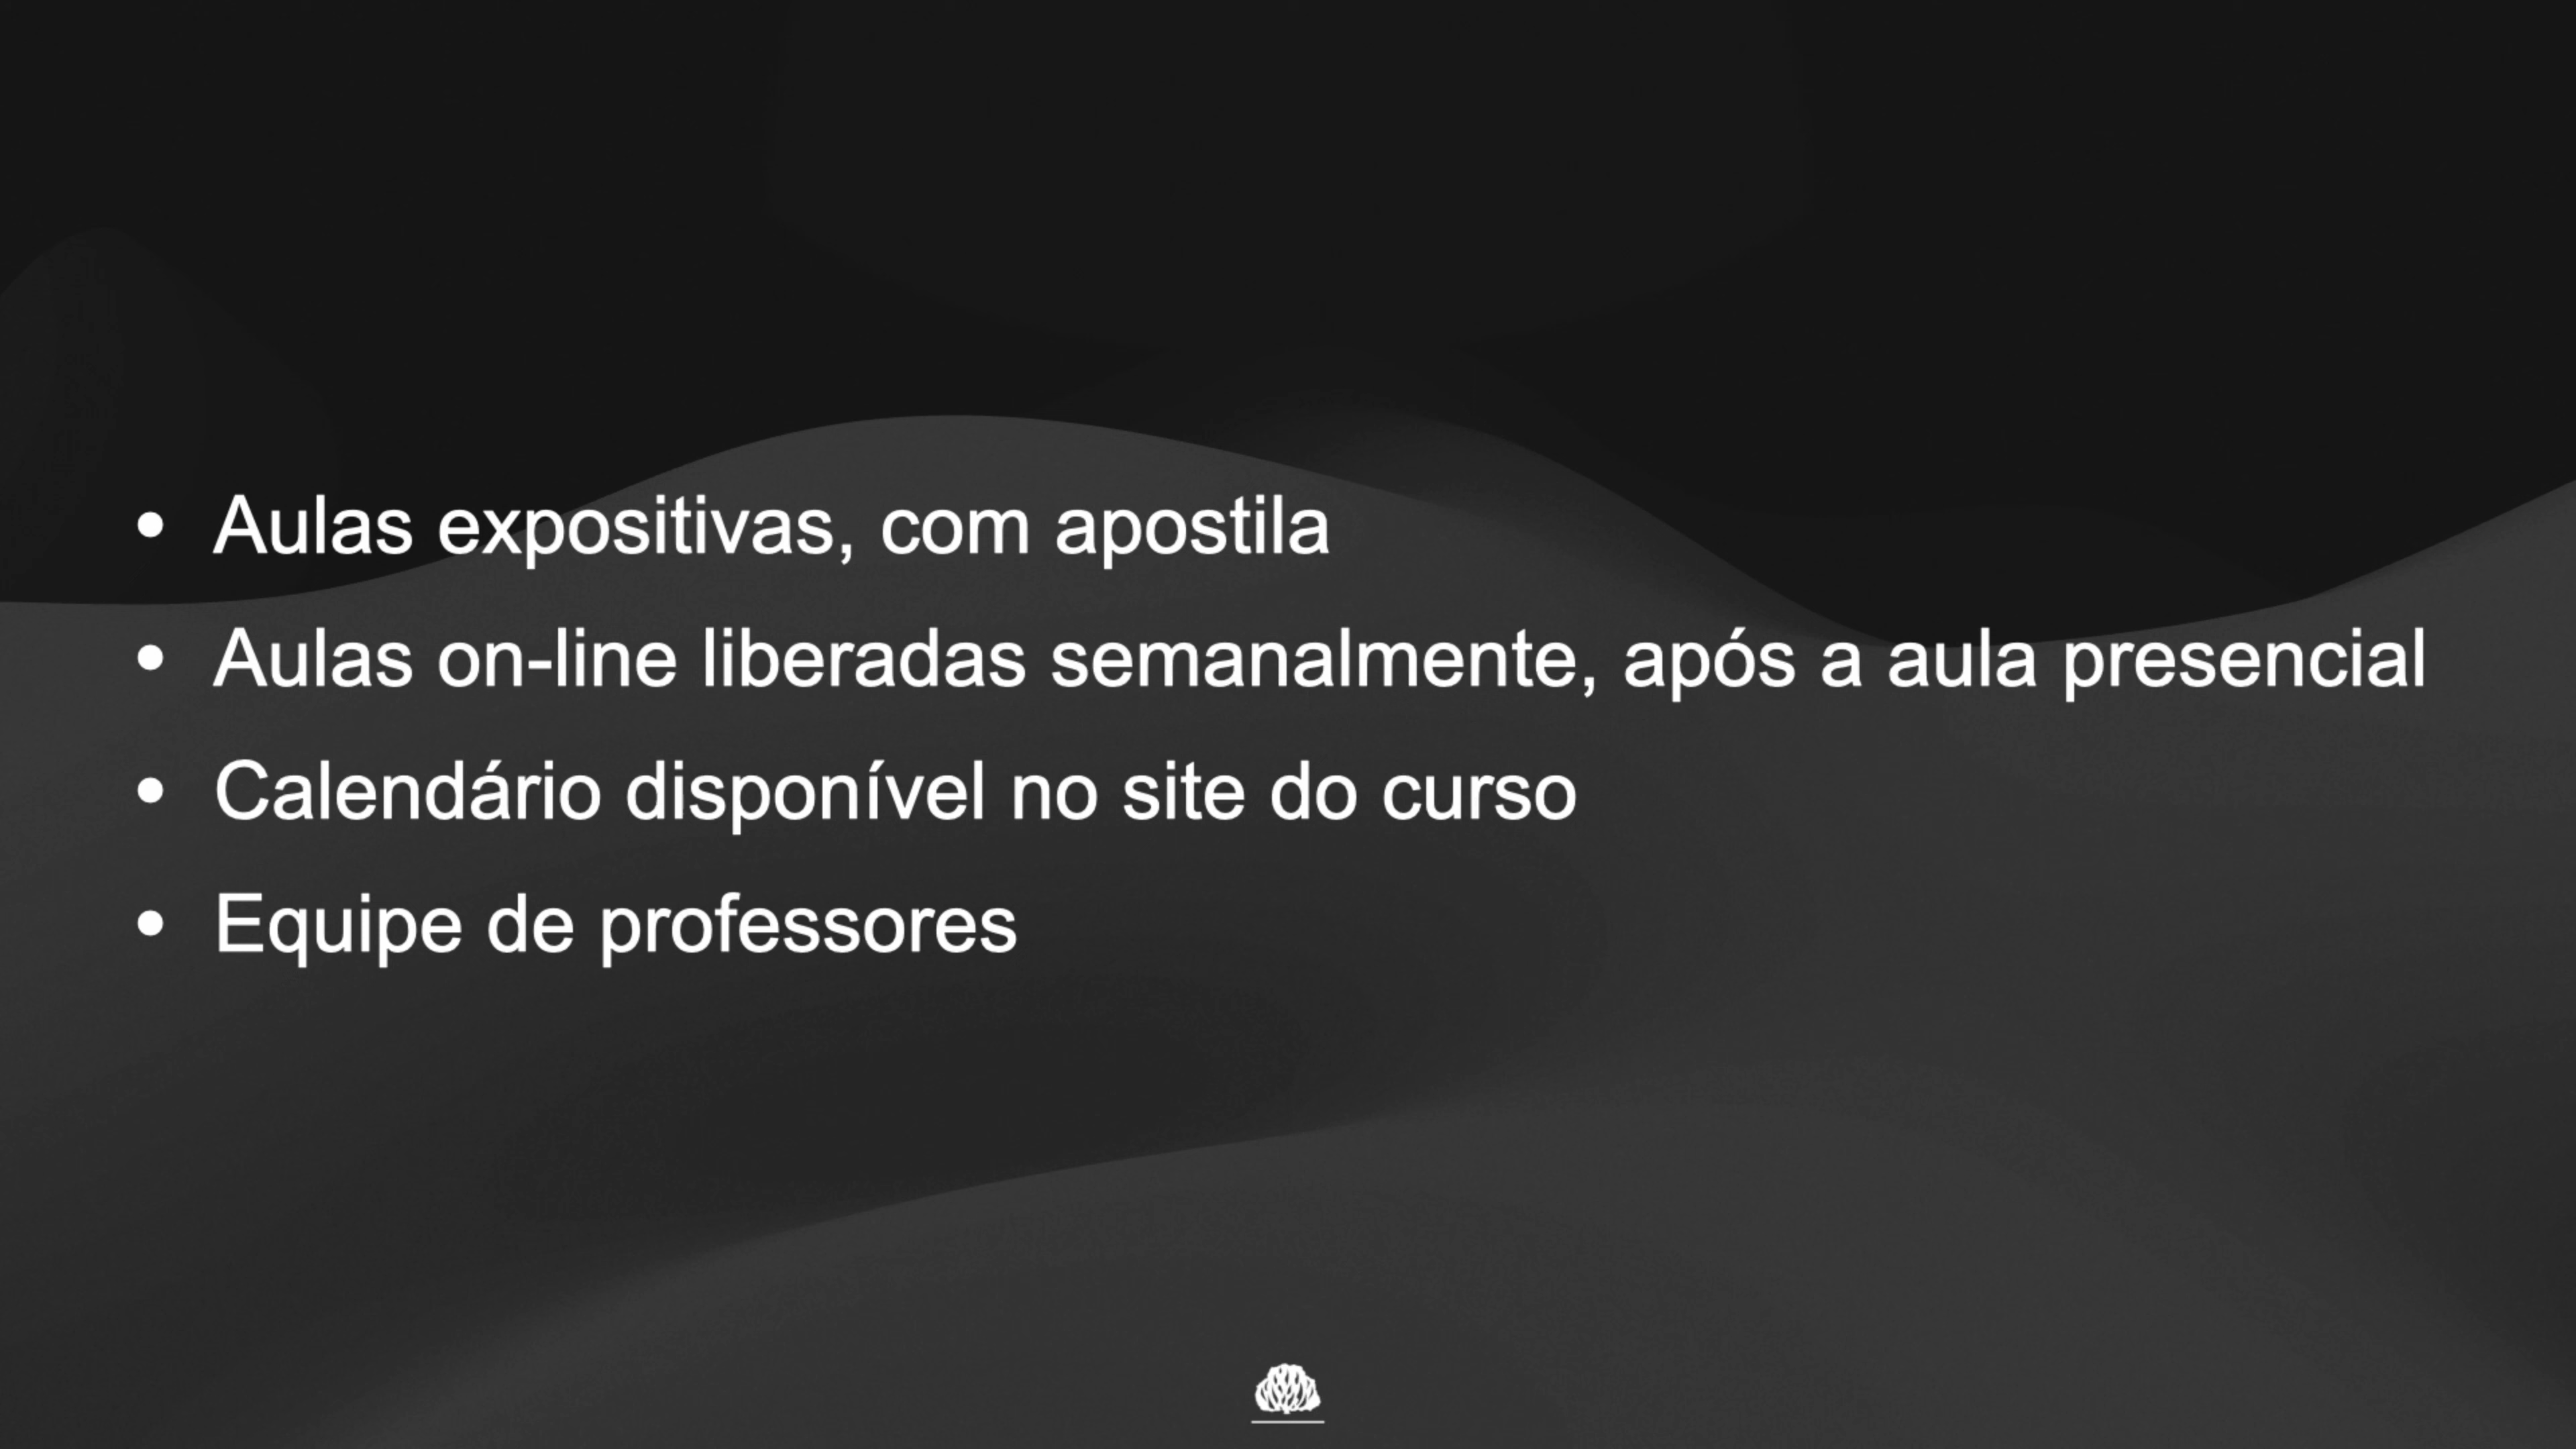 • Aulas expositivas, com apostila
• Aulas on-line liberadas semanalmente, após a aula presencial
• Calendário disponível no site do curso
• Equipe de professores